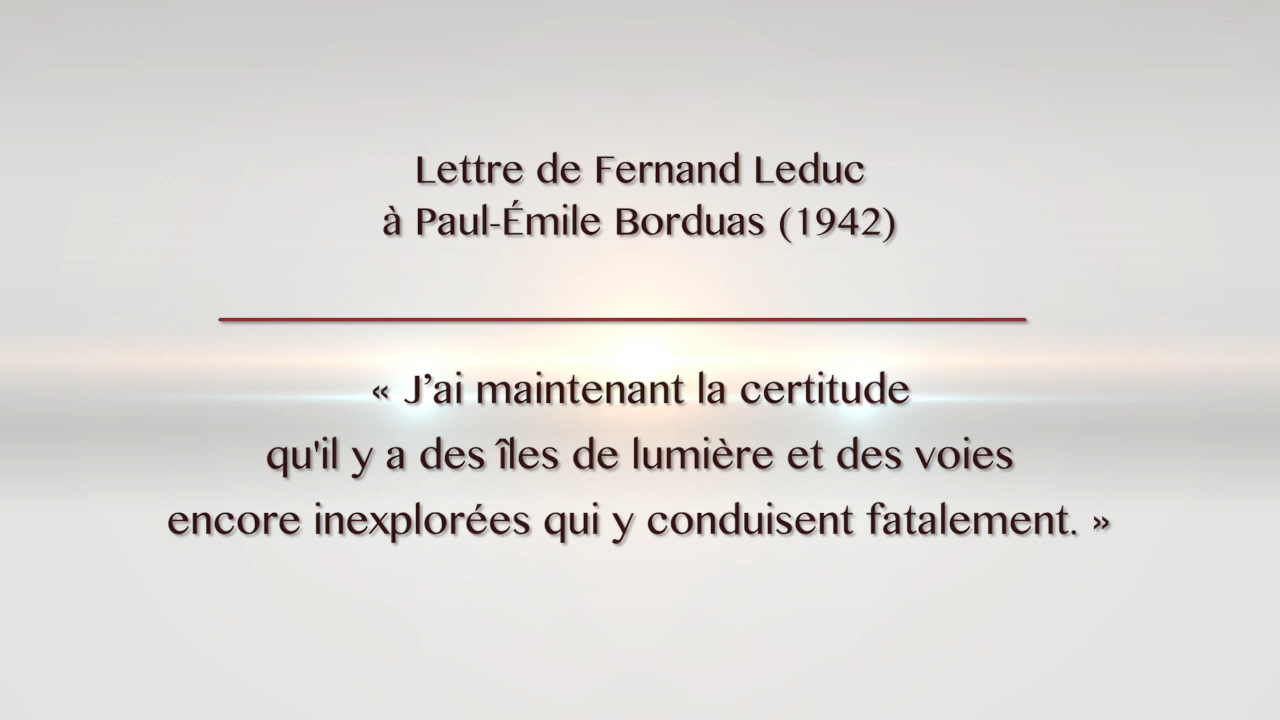 Lettre de Fernand Leduc
à Paul-Émile Borduas (1942)
« J’ai maintenant la certitude
qu'il y a des îles de lumière et des voies
encore inexplorées qui y conduisent fatalement. »